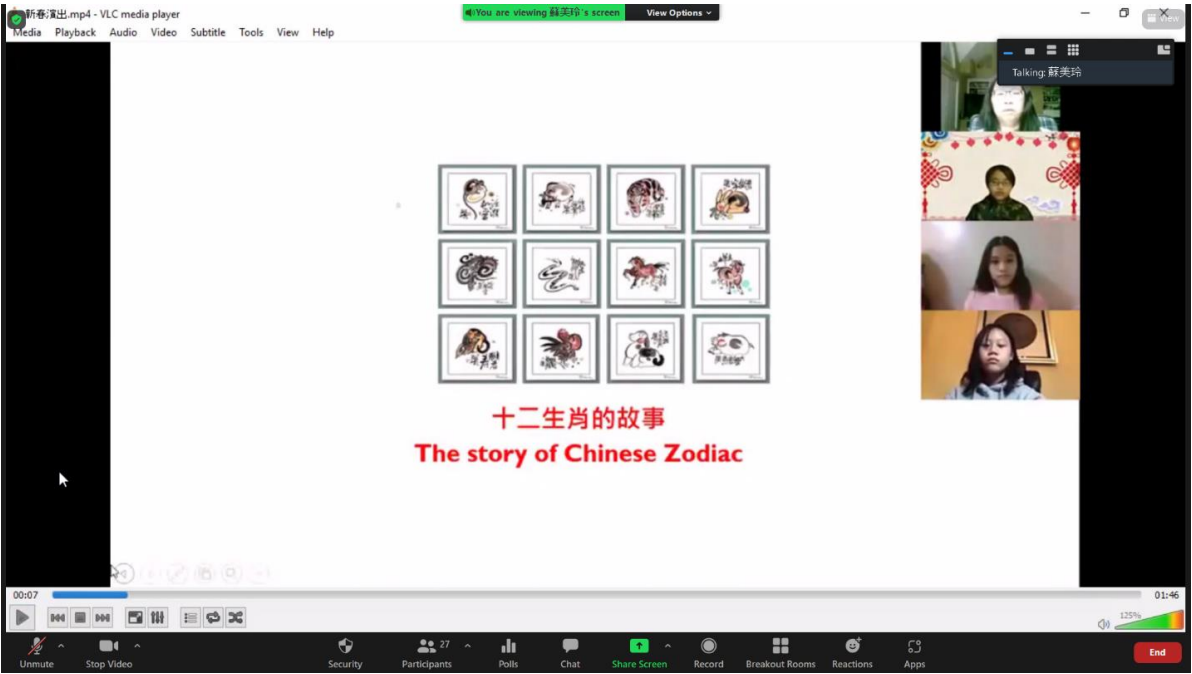 新春演出.mp4 - VLC media player
You are viewing 蘇美玲's screen
View Options
View
Media Playback Audio Video Subtitle Tools View Help
Talking: 蘇美玲
十二生肖的故事
The story of Chinese Zodiac
00:07
01:46
125%
27
Unmute
Stop Video
Security
Participants
Polls
Chat
Share Screen
Record
Breakout Rooms
Reactions
Apps
End